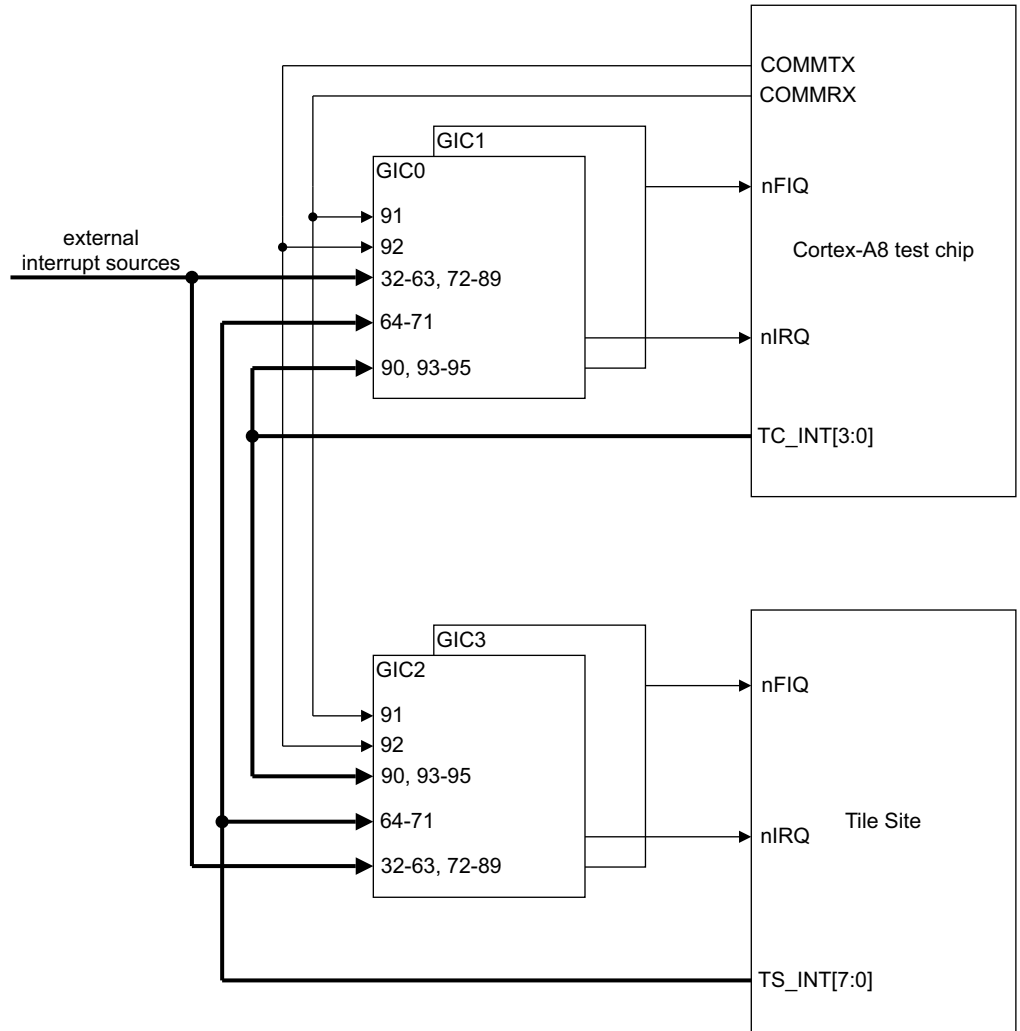 COMMTX
COMMRX
GIC1
GIC0
nFIQ
91
external
interrupt sources
92
Cortex-A8 test chip
32-63, 72-89
64-71
nIRQ
90, 93-95
TC_INT[3:0]
GIC3
GIC2
nFIQ
91
92
90, 93-95
64-71
nIRQ
Tile Site
32-63, 72-89
TS_INT[7:0]